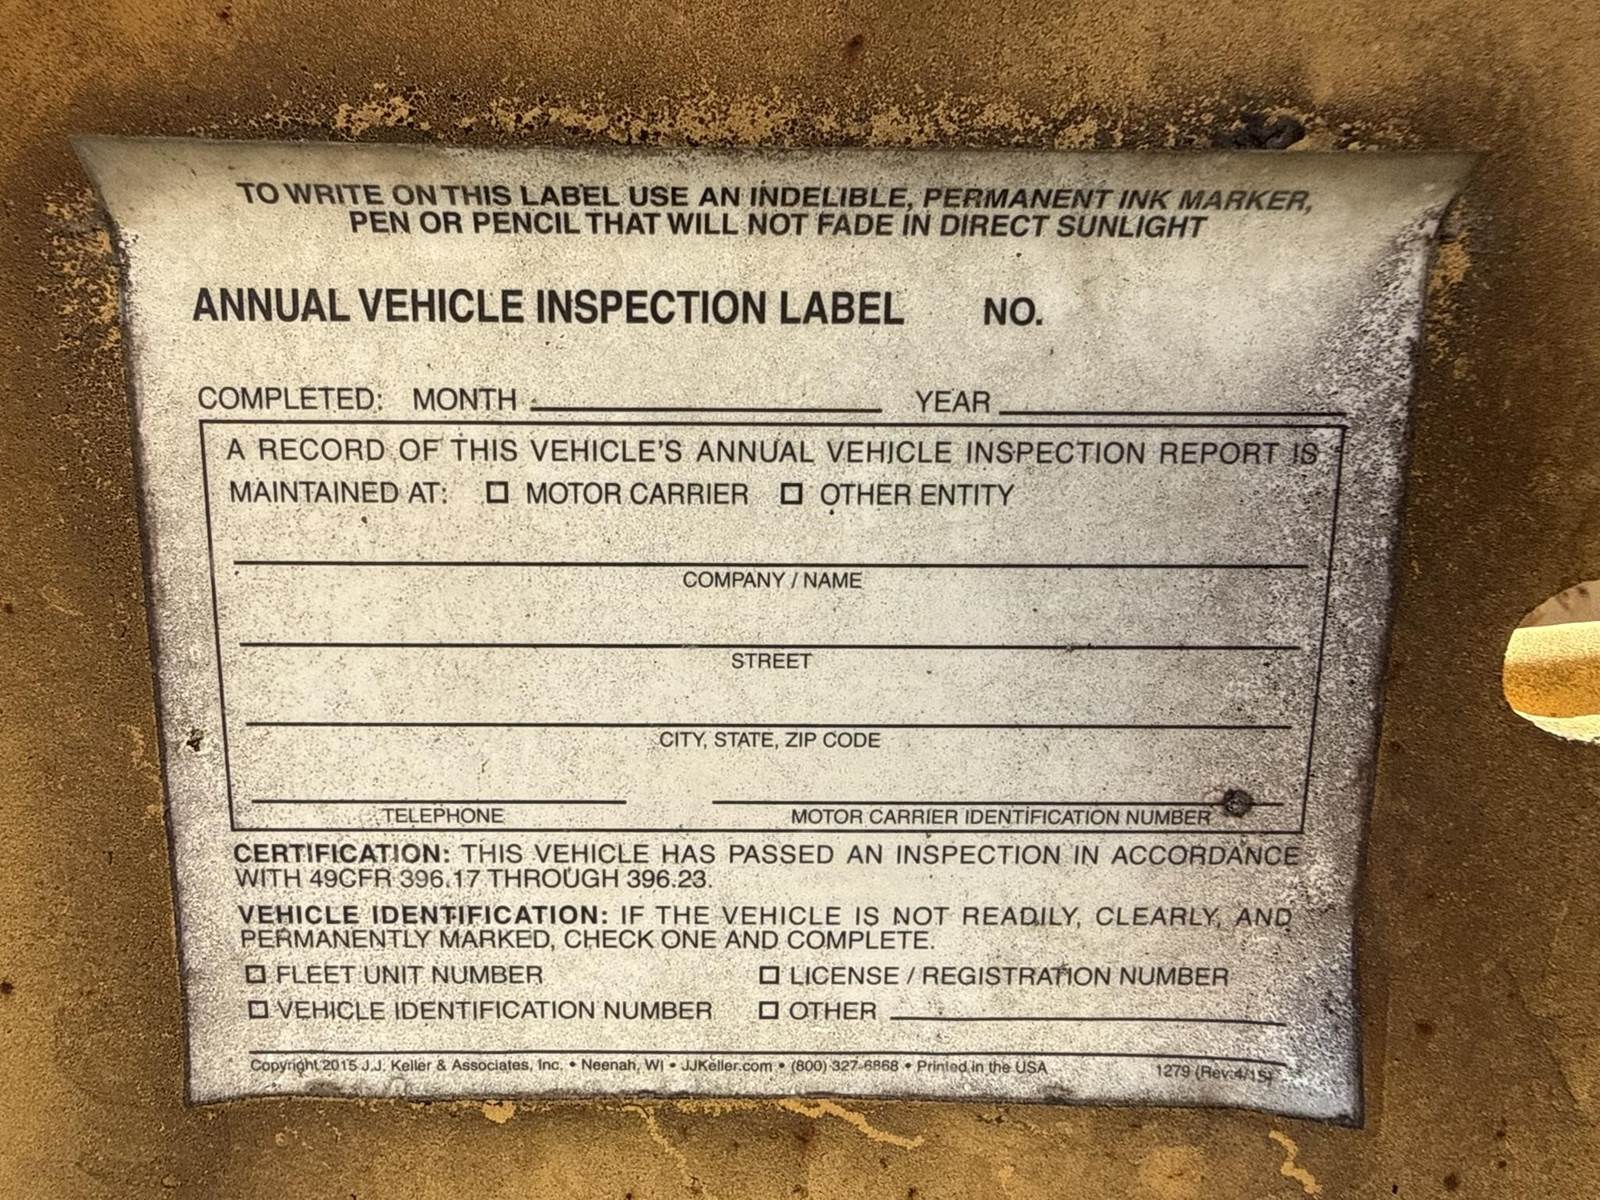 TO WRITE ON THIS LABEL USE AN INDELIBLE, PERMANENT INK MARKER,
PEN OR PENCIL THAT WILL NOT FADE IN DIRECT SUNLIGHT
ANNUAL VEHICLE INSPECTION LABEL NO.
COMPLETED: MONTH YEAR
A RECORD OF THIS VEHICLE'S ANNUAL VEHICLE INSPECTION REPORT IS
MAINTAINED AT: ☐ MOTOR CARRIER ☐ OTHER ENTITY
COMPANY / NAME
STREET
CITY, STATE, ZIP CODE
TELEPHONE MOTOR CARRIER IDENTIFICATION NUMBER
CERTIFICATION: THIS VEHICLE HAS PASSED AN INSPECTION IN ACCORDANCE
WITH 49CFR 396.17 THROUGH 396.23.
VEHICLE IDENTIFICATION: IF THE VEHICLE IS NOT READILY, CLEARLY, AND
PERMANENTLY MARKED, CHECK ONE AND COMPLETE.
☐ FLEET UNIT NUMBER ☐ LICENSE / REGISTRATION NUMBER
☐ VEHICLE IDENTIFICATION NUMBER ☐ OTHER
Copyright 2015 J.J. Keller & Associates, Inc. • Neenah, WI • JJKeller.com • (800) 327-6868 • Printed in the USA 1279 (Rev.4/15)